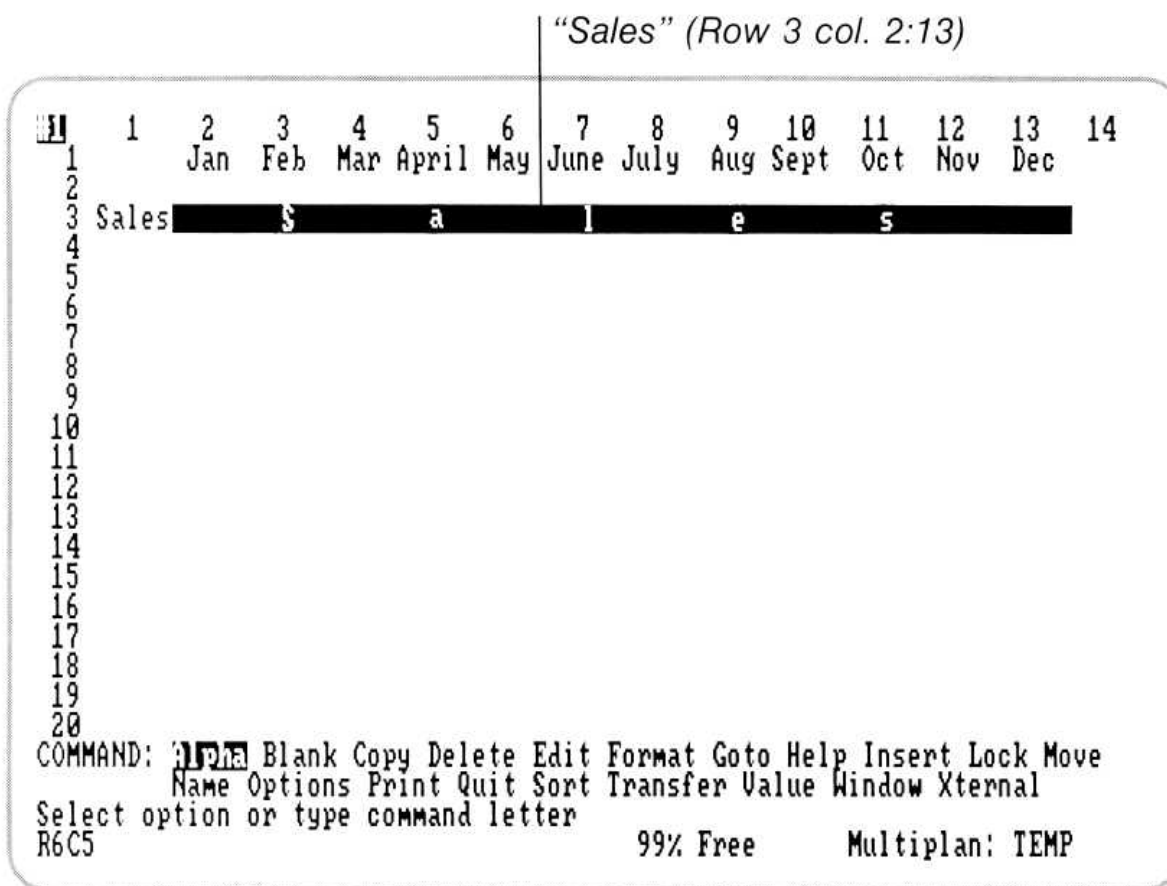 “Sales” (Row 3 col. 2:13)
#1 1 2 3 4 5 6 7 8 9 10 11 12 13 14
1 Jan Feb Mar April May June July Aug Sept Oct Nov Dec
2
3 Sales S a l e s
4
5
6
7
8
9
10
11
12
13
14
15
16
17
18
19
20
COMMAND: Alpha Blank Copy Delete Edit Format Goto Help Insert Lock Move
Name Options Print Quit Sort Transfer Value Window Xternal
Select option or type command letter
R6C5 99% Free Multiplan: TEMP